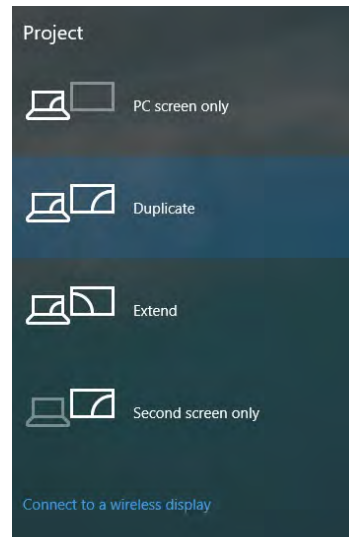 Project
PC screen only
Duplicate
Extend
Second screen only
Connect to a wireless display